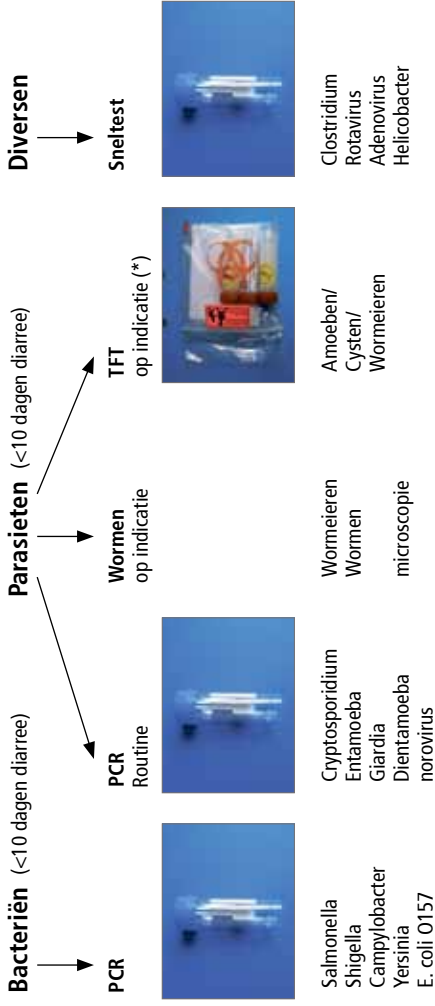 Bacteriën (<10 dagen diarree)
PCR
Salmonella
Shigella
Campylobacter
Yersinia
E. coli O157
Parasieten (<10 dagen diarree)
PCR
Routine
Cryptosporidium
Entamoeba
Giardia
Dientamoeba
norovirus
Wormen
op indicatie
Wormeieren
Wormen
microscopie
TFT
op indicatie (*)
Amoeben/
Cysten/
Wormeieren
Diversen
Sneltest
Clostridium
Rotavirus
Adenovirus
Helicobacter